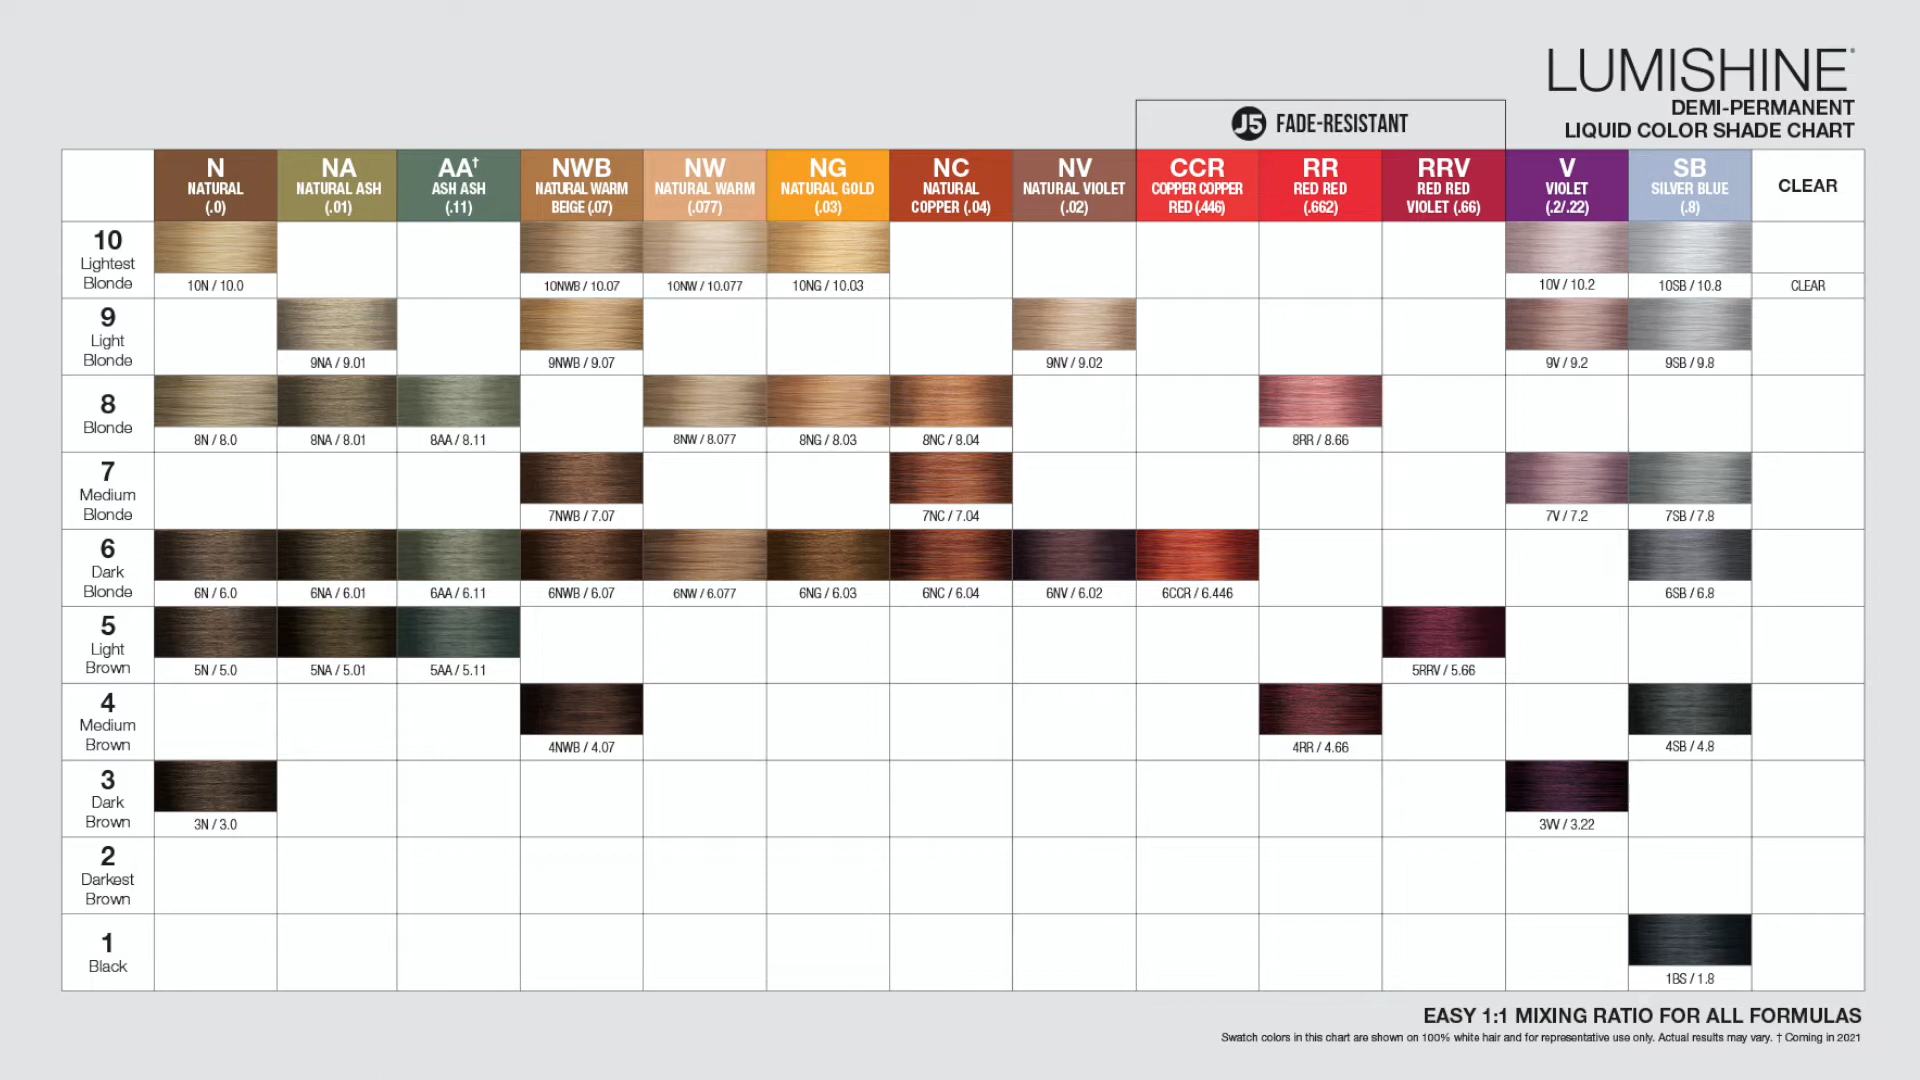 LUMISHINE®
DEMI-PERMANENT
LIQUID COLOR SHADE CHART
J5 FADE-RESISTANT
N
NATURAL
(.0)
NA
NATURAL ASH
(.01)
AA†
ASH ASH
(.11)
NWB
NATURAL WARM
BEIGE (.07)
NW
NATURAL WARM
(.077)
NG
NATURAL GOLD
(.03)
NC
NATURAL
COPPER (.04)
NV
NATURAL VIOLET
(.02)
CCR
COPPER COPPER
RED (.446)
RR
RED RED
(.662)
RRV
RED RED
VIOLET (.66)
V
VIOLET
(.2/.22)
SB
SILVER BLUE
(.8)
CLEAR
10
Lightest
Blonde
10N / 10.0
10NWB / 10.07
10NW / 10.077
10NG / 10.03
10V / 10.2
10SB / 10.8
CLEAR
9
Light
Blonde
9NA / 9.01
9NWB / 9.07
9NV / 9.02
9V / 9.2
9SB / 9.8
8
Blonde
8N / 8.0
8NA / 8.01
8AA / 8.11
8NW / 8.077
8NG / 8.03
8NC / 8.04
8RR / 8.66
7
Medium
Blonde
7NWB / 7.07
7NC / 7.04
7V / 7.2
7SB / 7.8
6
Dark
Blonde
6N / 6.0
6NA / 6.01
6AA / 6.11
6NWB / 6.07
6NW / 6.077
6NG / 6.03
6NC / 6.04
6NV / 6.02
6CCR / 6.446
6SB / 6.8
5
Light
Brown
5N / 5.0
5NA / 5.01
5AA / 5.11
5RRV / 5.66
4
Medium
Brown
4NWB / 4.07
4RR / 4.66
4SB / 4.8
3
Dark
Brown
3N / 3.0
3VV / 3.22
2
Darkest
Brown
1
Black
1BS / 1.8
EASY 1:1 MIXING RATIO FOR ALL FORMULAS
Swatch colors in this chart are shown on 100% white hair and for representative use only. Actual results may vary. † Coming in 2021